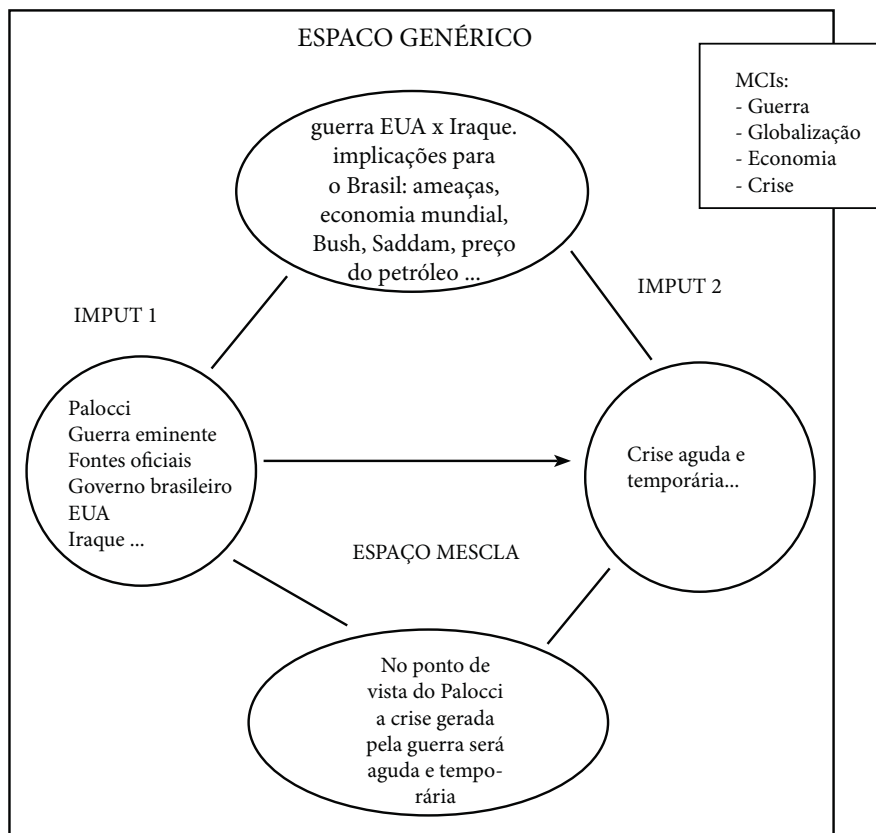 ESPACO GENÉRICO
MCIs:
- Guerra
- Globalização
- Economia
- Crise
guerra EUA x Iraque.
implicações para
o Brasil: ameaças,
economia mundial,
Bush, Saddam, preço
do petróleo ...
IMPUT 1
IMPUT 2
Palocci
Guerra eminente
Fontes oficiais
Governo brasileiro
EUA
Iraque ...
Crise aguda e
temporária...
ESPAÇO MESCLA
No ponto de
vista do Palocci
a crise gerada
pela guerra será
aguda e tempo-
rária